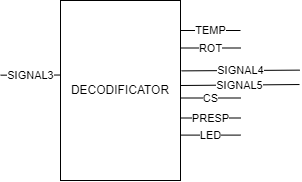 TEMP
ROT
SIGNAL3
SIGNAL4
DECODIFICATOR
SIGNAL5
CS
PRESP
LED